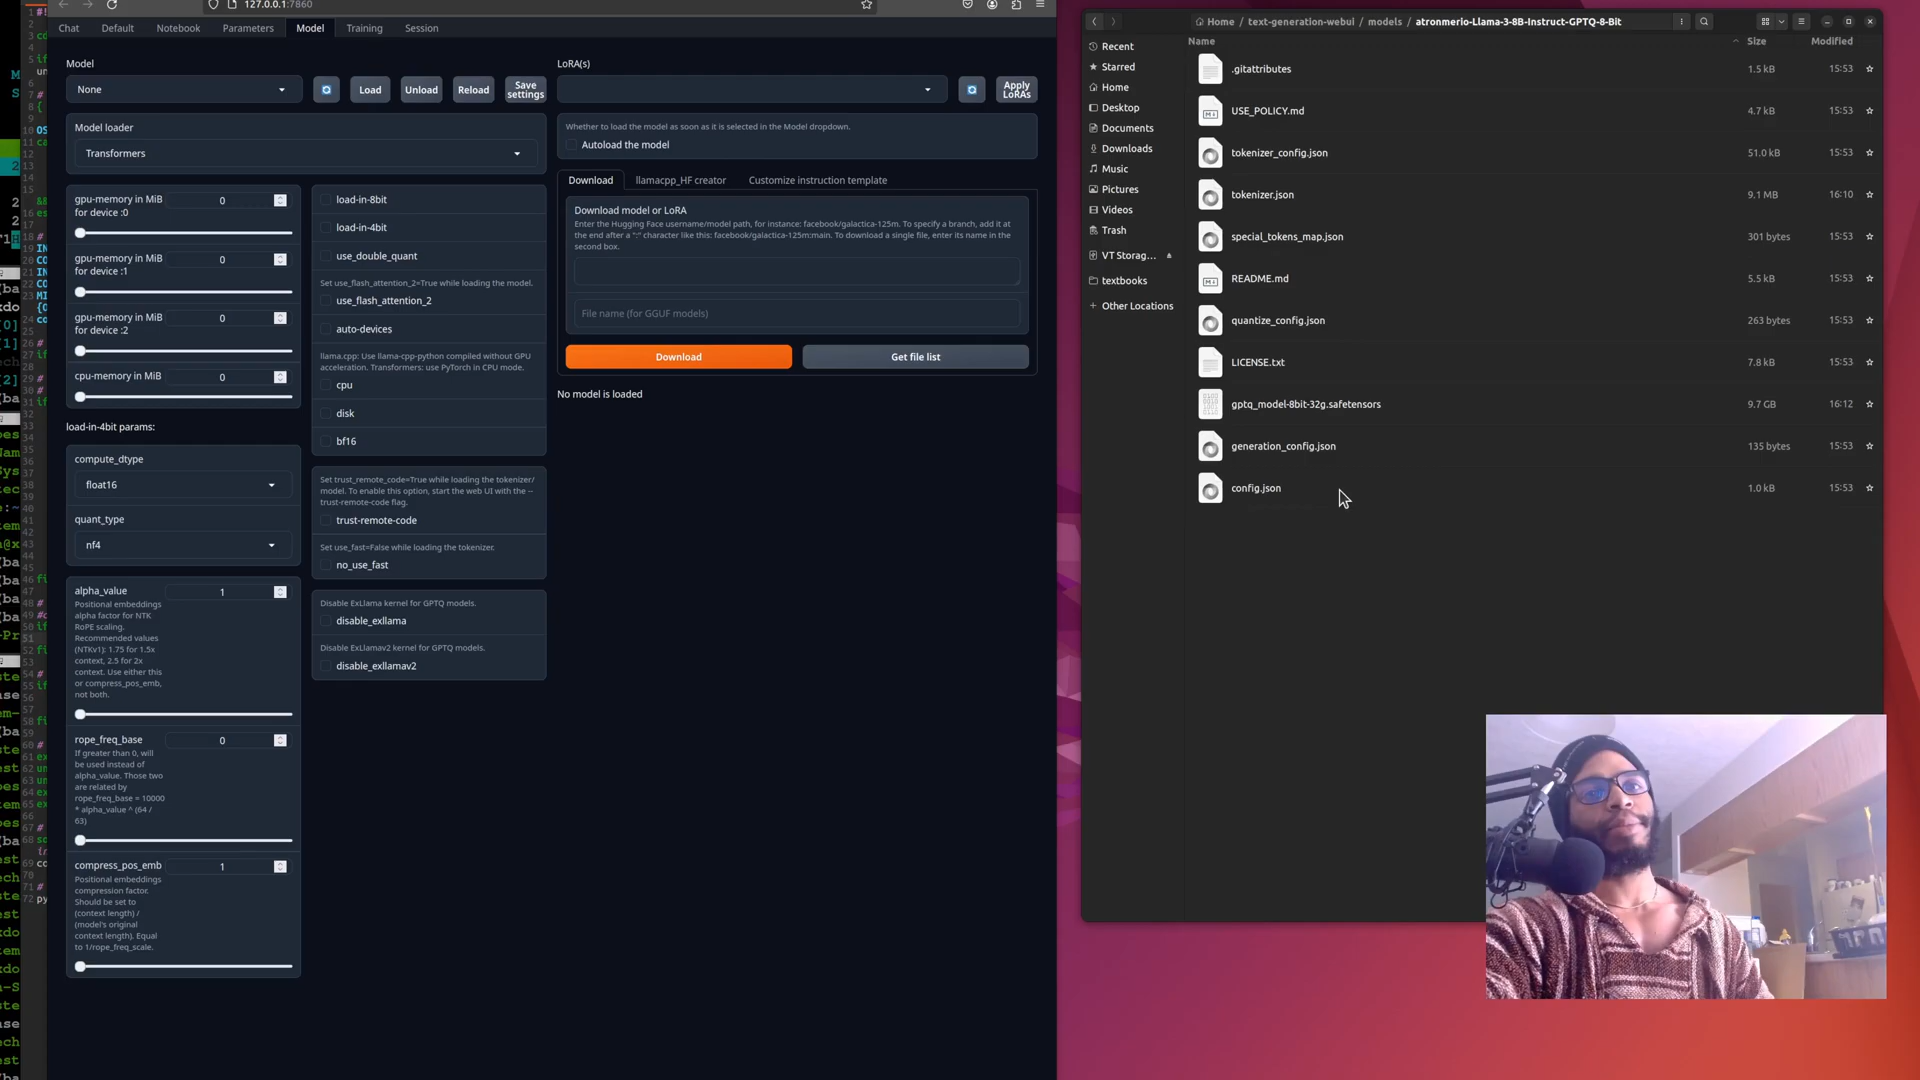 127.0.0.1:7860
Chat
Default
Notebook
Parameters
Model
Training
Session
Model
None
Load
Unload
Reload
Save
settings
LoRA(s)
Apply
LoRAs
Model loader
Transformers
Whether to load the model as soon as it is selected in the Model dropdown.
Autoload the model
gpu-memory in MiB
for device :0
0
gpu-memory in MiB
for device :1
0
gpu-memory in MiB
for device :2
0
cpu-memory in MiB
0
load-in-4bit params:
compute_dtype
float16
quant_type
nf4
alpha_value
1
Positional embeddings
alpha factor for NTK
RoPE scaling.
Recommended values
(NTKv1): 1.75 for 1.5x
context, 2.5 for 2x
context. Use either this
or compress_pos_emb,
not both.
rope_freq_base
0
If greater than 0, will
be used instead of
alpha_value. Those two
are related by
rope_freq_base = 10000
* alpha_value ^ (64 /
63)
compress_pos_emb
1
Positional embeddings
compression factor.
Should be set to
(context length) /
(model's original
context length). Equal
to 1/rope_freq_scale.
load-in-8bit
load-in-4bit
use_double_quant
Set use_flash_attention_2=True while loading the model.
use_flash_attention_2
auto-devices
llama.cpp: Use llama-cpp-python compiled without GPU
acceleration. Transformers: use PyTorch in CPU mode.
cpu
disk
bf16
Set trust_remote_code=True while loading the tokenizer/
model. To enable this option, start the web UI with the --
trust-remote-code flag.
trust-remote-code
Set use_fast=False while loading the tokenizer.
no_use_fast
Disable ExLlama kernel for GPTQ models.
disable_exllama
Disable ExLlamav2 kernel for GPTQ models.
disable_exllamav2
Download
llamacpp_HF creator
Customize instruction template
Download model or LoRA
Enter the Hugging Face username/model path, for instance: facebook/galactica-125m. To specify a branch, add it at
the end after a ":" character like this: facebook/galactica-125m:main. To download a single file, enter its name in the
second box.
File name (for GGUF models)
Download
Get file list
No model is loaded
Home / text-generation-webui / models / atronmerio-Llama-3-8B-Instruct-GPTQ-8-Bit
Recent
Starred
Home
Desktop
Documents
Downloads
Music
Pictures
Videos
Trash
VT Storag...
textbooks
+ Other Locations
Name Size Modified
.gitattributes 1.5 kB 15:53
USE_POLICY.md 4.7 kB 15:53
tokenizer_config.json 51.0 kB 15:53
tokenizer.json 9.1 MB 16:10
special_tokens_map.json 301 bytes 15:53
README.md 5.5 kB 15:53
quantize_config.json 263 bytes 15:53
LICENSE.txt 7.8 kB 15:53
gptq_model-8bit-32g.safetensors 9.7 GB 16:12
generation_config.json 135 bytes 15:53
config.json 1.0 kB 15:53